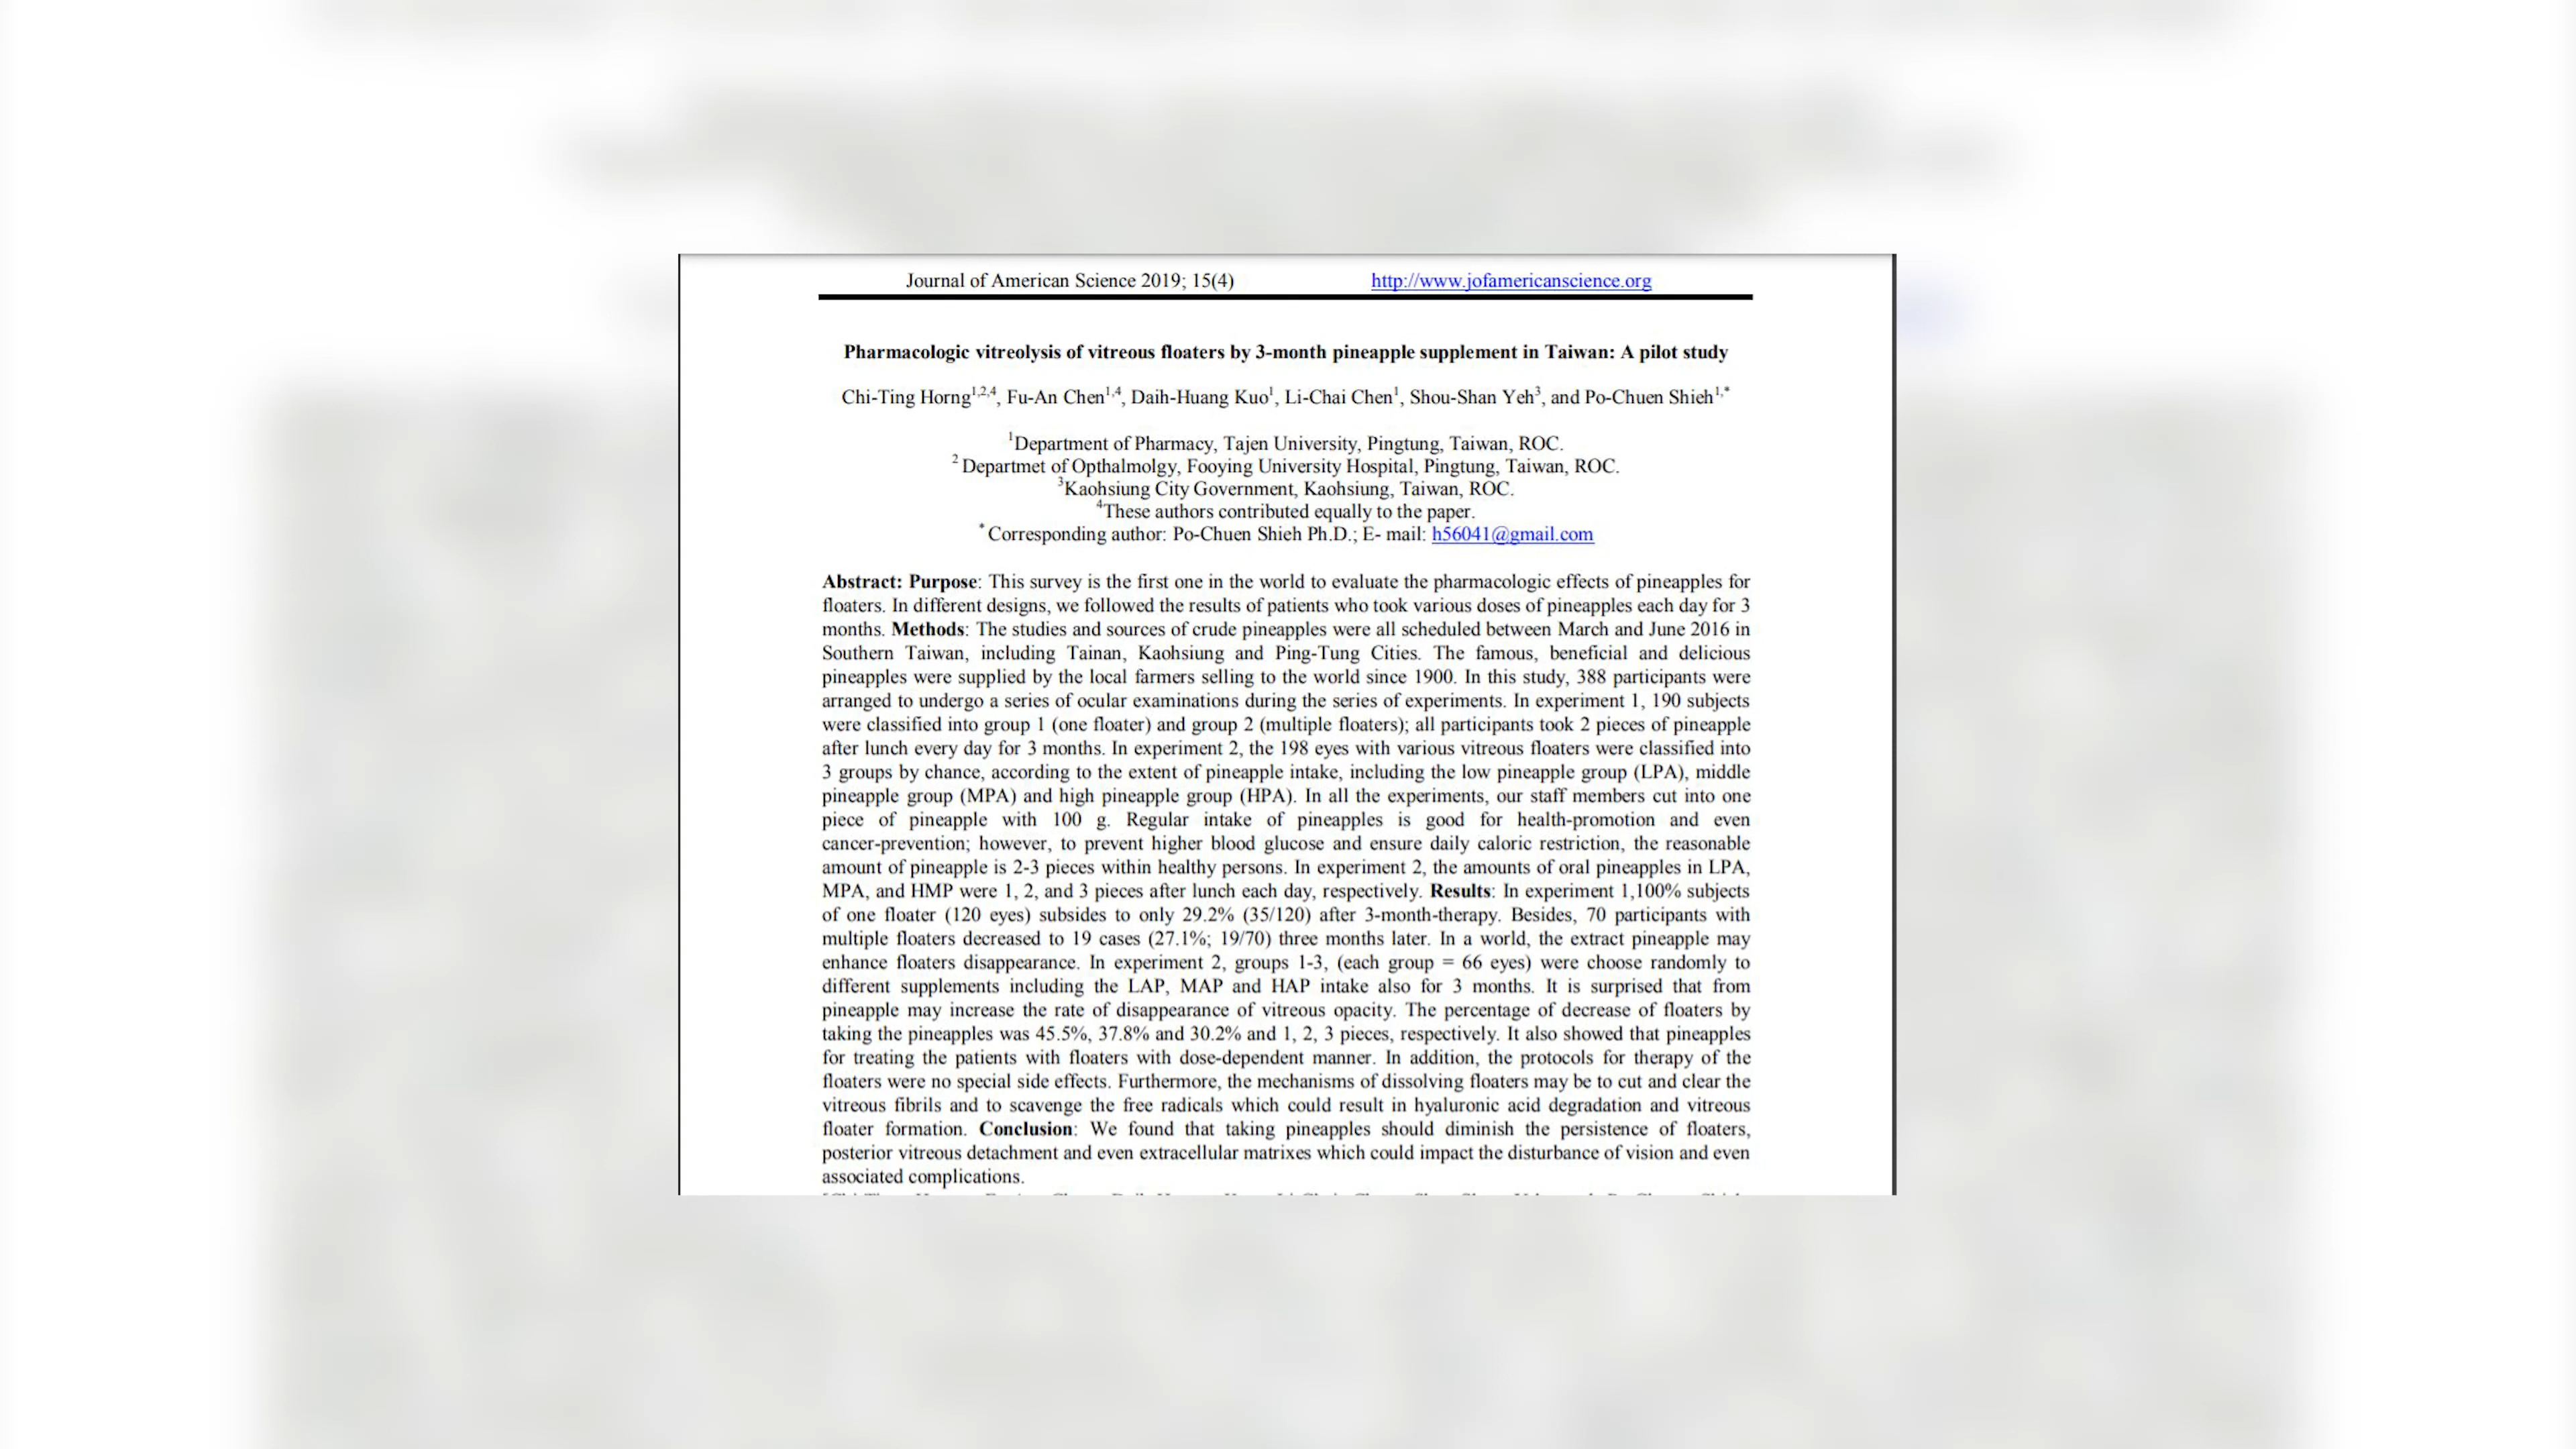 Journal of American Science 2019; 15(4) http://www.jofamericanscience.org
Pharmacologic vitreolysis of vitreous floaters by 3-month pineapple supplement in Taiwan: A pilot study
Chi-Ting Horng1,2,4, Fu-An Chen1,4, Daih-Huang Kuo1, Li-Chai Chen1, Shou-Shan Yeh3, and Po-Chuen Shieh1,*
1Department of Pharmacy, Tajen University, Pingtung, Taiwan, ROC.
2 Departmet of Opthalmolgy, Fooying University Hospital, Pingtung, Taiwan, ROC.
3Kaohsiung City Government, Kaohsiung, Taiwan, ROC.
4These authors contributed equally to the paper.
* Corresponding author: Po-Chuen Shieh Ph.D.; E- mail: h56041@gmail.com
Abstract: Purpose: This survey is the first one in the world to evaluate the pharmacologic effects of pineapples for
floaters. In different designs, we followed the results of patients who took various doses of pineapples each day for 3
months. Methods: The studies and sources of crude pineapples were all scheduled between March and June 2016 in
Southern Taiwan, including Tainan, Kaohsiung and Ping-Tung Cities. The famous, beneficial and delicious
pineapples were supplied by the local farmers selling to the world since 1900. In this study, 388 participants were
arranged to undergo a series of ocular examinations during the series of experiments. In experiment 1, 190 subjects
were classified into group 1 (one floater) and group 2 (multiple floaters); all participants took 2 pieces of pineapple
after lunch every day for 3 months. In experiment 2, the 198 eyes with various vitreous floaters were classified into
3 groups by chance, according to the extent of pineapple intake, including the low pineapple group (LPA), middle
pineapple group (MPA) and high pineapple group (HPA). In all the experiments, our staff members cut into one
piece of pineapple with 100 g. Regular intake of pineapples is good for health-promotion and even
cancer-prevention; however, to prevent higher blood glucose and ensure daily caloric restriction, the reasonable
amount of pineapple is 2-3 pieces within healthy persons. In experiment 2, the amounts of oral pineapples in LPA,
MPA, and HMP were 1, 2, and 3 pieces after lunch each day, respectively. Results: In experiment 1,100% subjects
of one floater (120 eyes) subsides to only 29.2% (35/120) after 3-month-therapy. Besides, 70 participants with
multiple floaters decreased to 19 cases (27.1%; 19/70) three months later. In a world, the extract pineapple may
enhance floaters disappearance. In experiment 2, groups 1-3, (each group = 66 eyes) were choose randomly to
different supplements including the LAP, MAP and HAP intake also for 3 months. It is surprised that from
pineapple may increase the rate of disappearance of vitreous opacity. The percentage of decrease of floaters by
taking the pineapples was 45.5%, 37.8% and 30.2% and 1, 2, 3 pieces, respectively. It also showed that pineapples
for treating the patients with floaters with dose-dependent manner. In addition, the protocols for therapy of the
floaters were no special side effects. Furthermore, the mechanisms of dissolving floaters may be to cut and clear the
vitreous fibrils and to scavenge the free radicals which could result in hyaluronic acid degradation and vitreous
floater formation. Conclusion: We found that taking pineapples should diminish the persistence of floaters,
posterior vitreous detachment and even extracellular matrixes which could impact the disturbance of vision and even
associated complications.